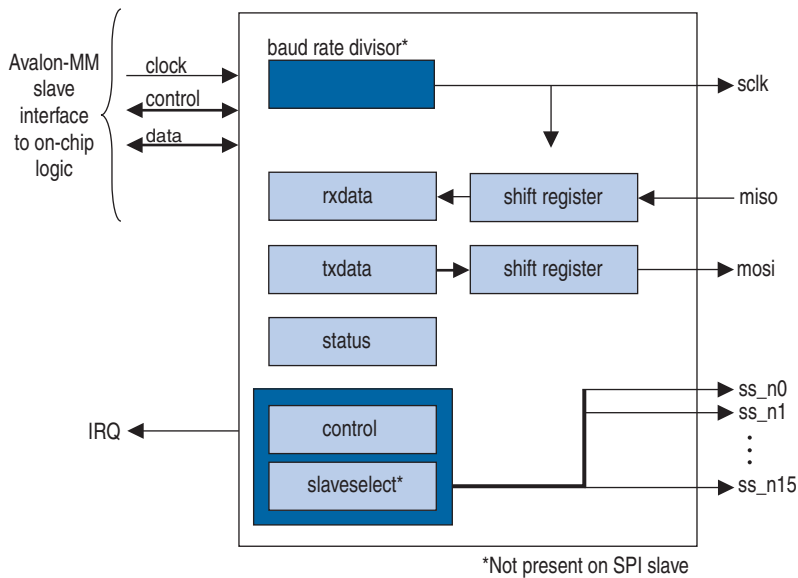 Avalon-MM
slave
interface
to on-chip
logic
clock
control
data
baud rate divisor*
sclk
rxdata
shift register
miso
txdata
shift register
mosi
status
IRQ
control
slaveselect*
ss_n0
ss_n1
ss_n15
*Not present on SPI slave